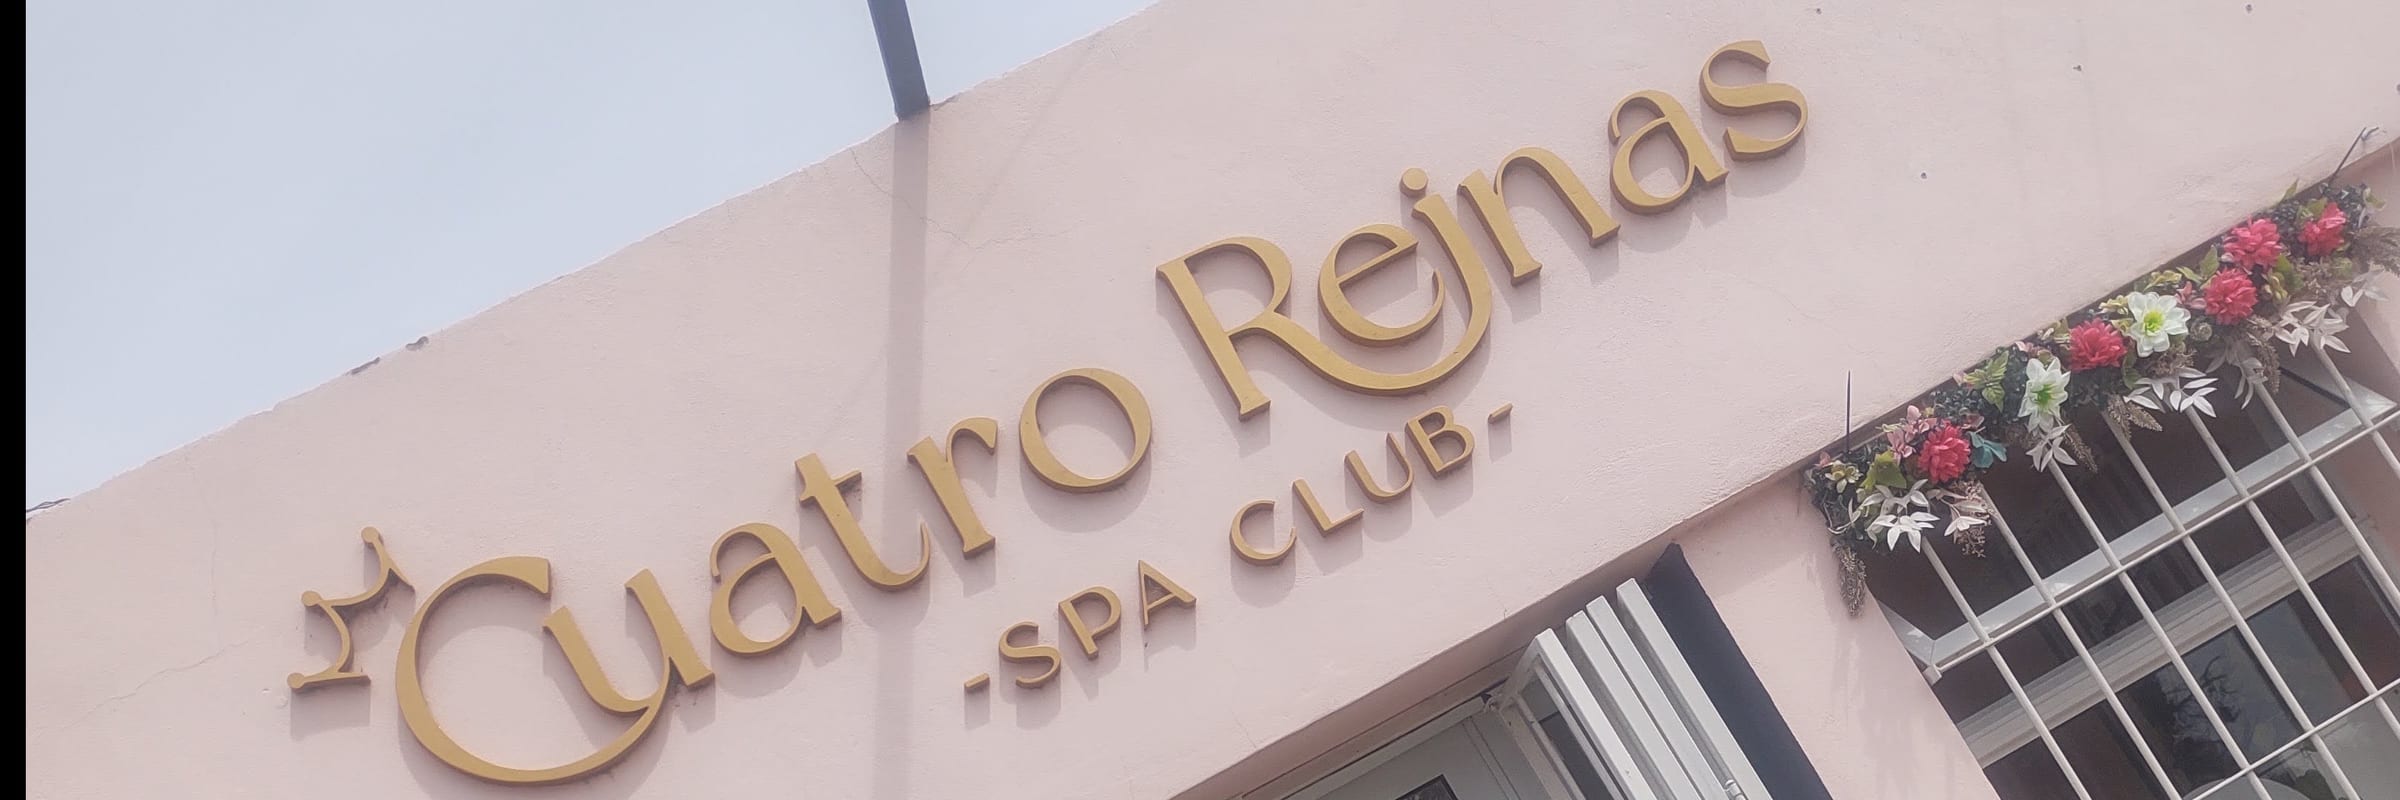 Cuatro Reinas
- SPA CLUB -